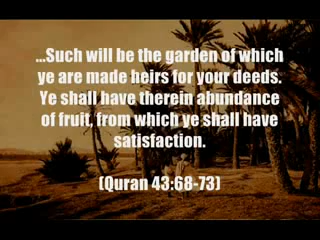 ...Such will be the garden of which
ye are made heirs for your deeds.
Ye shall have therein abundance
of fruit, from which ye shall have
satisfaction.
(Quran 43:68-73)